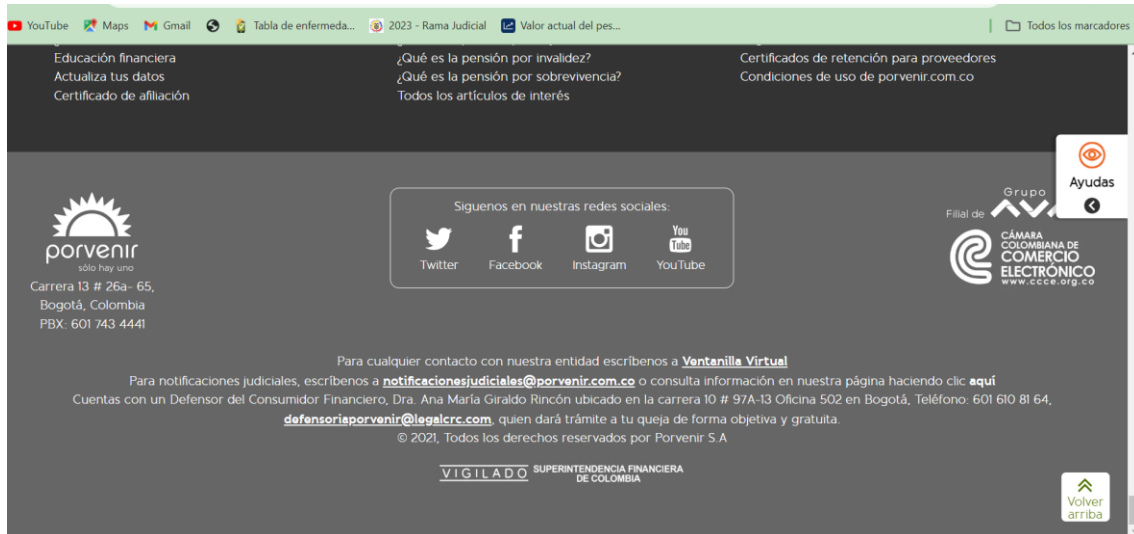 YouTube
Maps
Gmail
Tabla de enfermeda...
2023 - Rama Judicial
Valor actual del pes...
Todos los marcadores
Educación financiera
Actualiza tus datos
Certificado de afiliación
¿Qué es la pensión por invalidez?
¿Qué es la pensión por sobrevivencia?
Todos los artículos de interés
Certificados de retención para proveedores
Condiciones de uso de porvenir.com.co
Ayudas
porvenir
sólo hay uno
Carrera 13 # 26a- 65,
Bogotá, Colombia
PBX: 601 743 4441
Siguenos en nuestras redes sociales:
Twitter
Facebook
Instagram
You
Tube
YouTube
Grupo
Filial de
CÁMARA
COLOMBIANA DE
COMERCIO
ELECTRÓNICO
www.ccce.org.co
Para cualquier contacto con nuestra entidad escríbenos a Ventanilla Virtual
Para notificaciones judiciales, escríbenos a notificacionesjudiciales@porvenir.com.co o consulta información en nuestra página haciendo clic aquí
Cuentas con un Defensor del Consumidor Financiero, Dra. Ana María Giraldo Rincón ubicado en la carrera 10 # 97A-13 Oficina 502 en Bogotá, Teléfono: 601 610 81 64,
defensoriaporvenir@legalcrc.com, quien dará trámite a tu queja de forma objetiva y gratuita.
© 2021, Todos los derechos reservados por Porvenir S.A
VIGILADO SUPERINTENDENCIA FINANCIERA
DE COLOMBIA
Volver
arriba